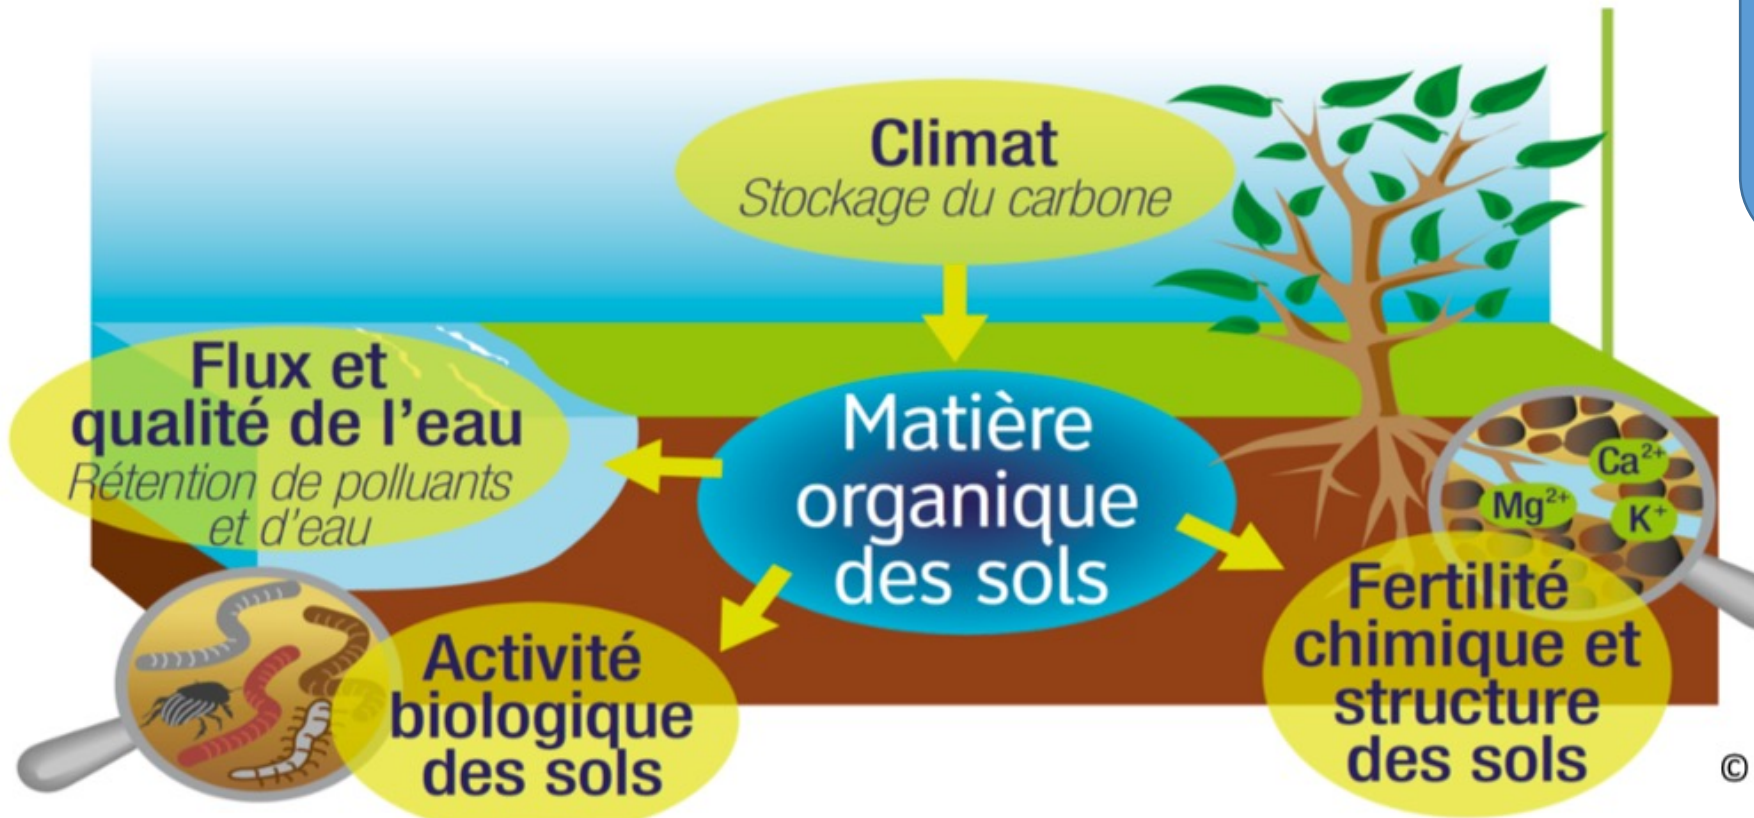 Climat
Stockage du carbone
Flux et
qualité de l'eau
Rétention de polluants
et d'eau
Matière
organique
des sols
Ca²⁺
Mg²⁺
K⁺
Activité
biologique
des sols
Fertilité
chimique et
structure
des sols
©